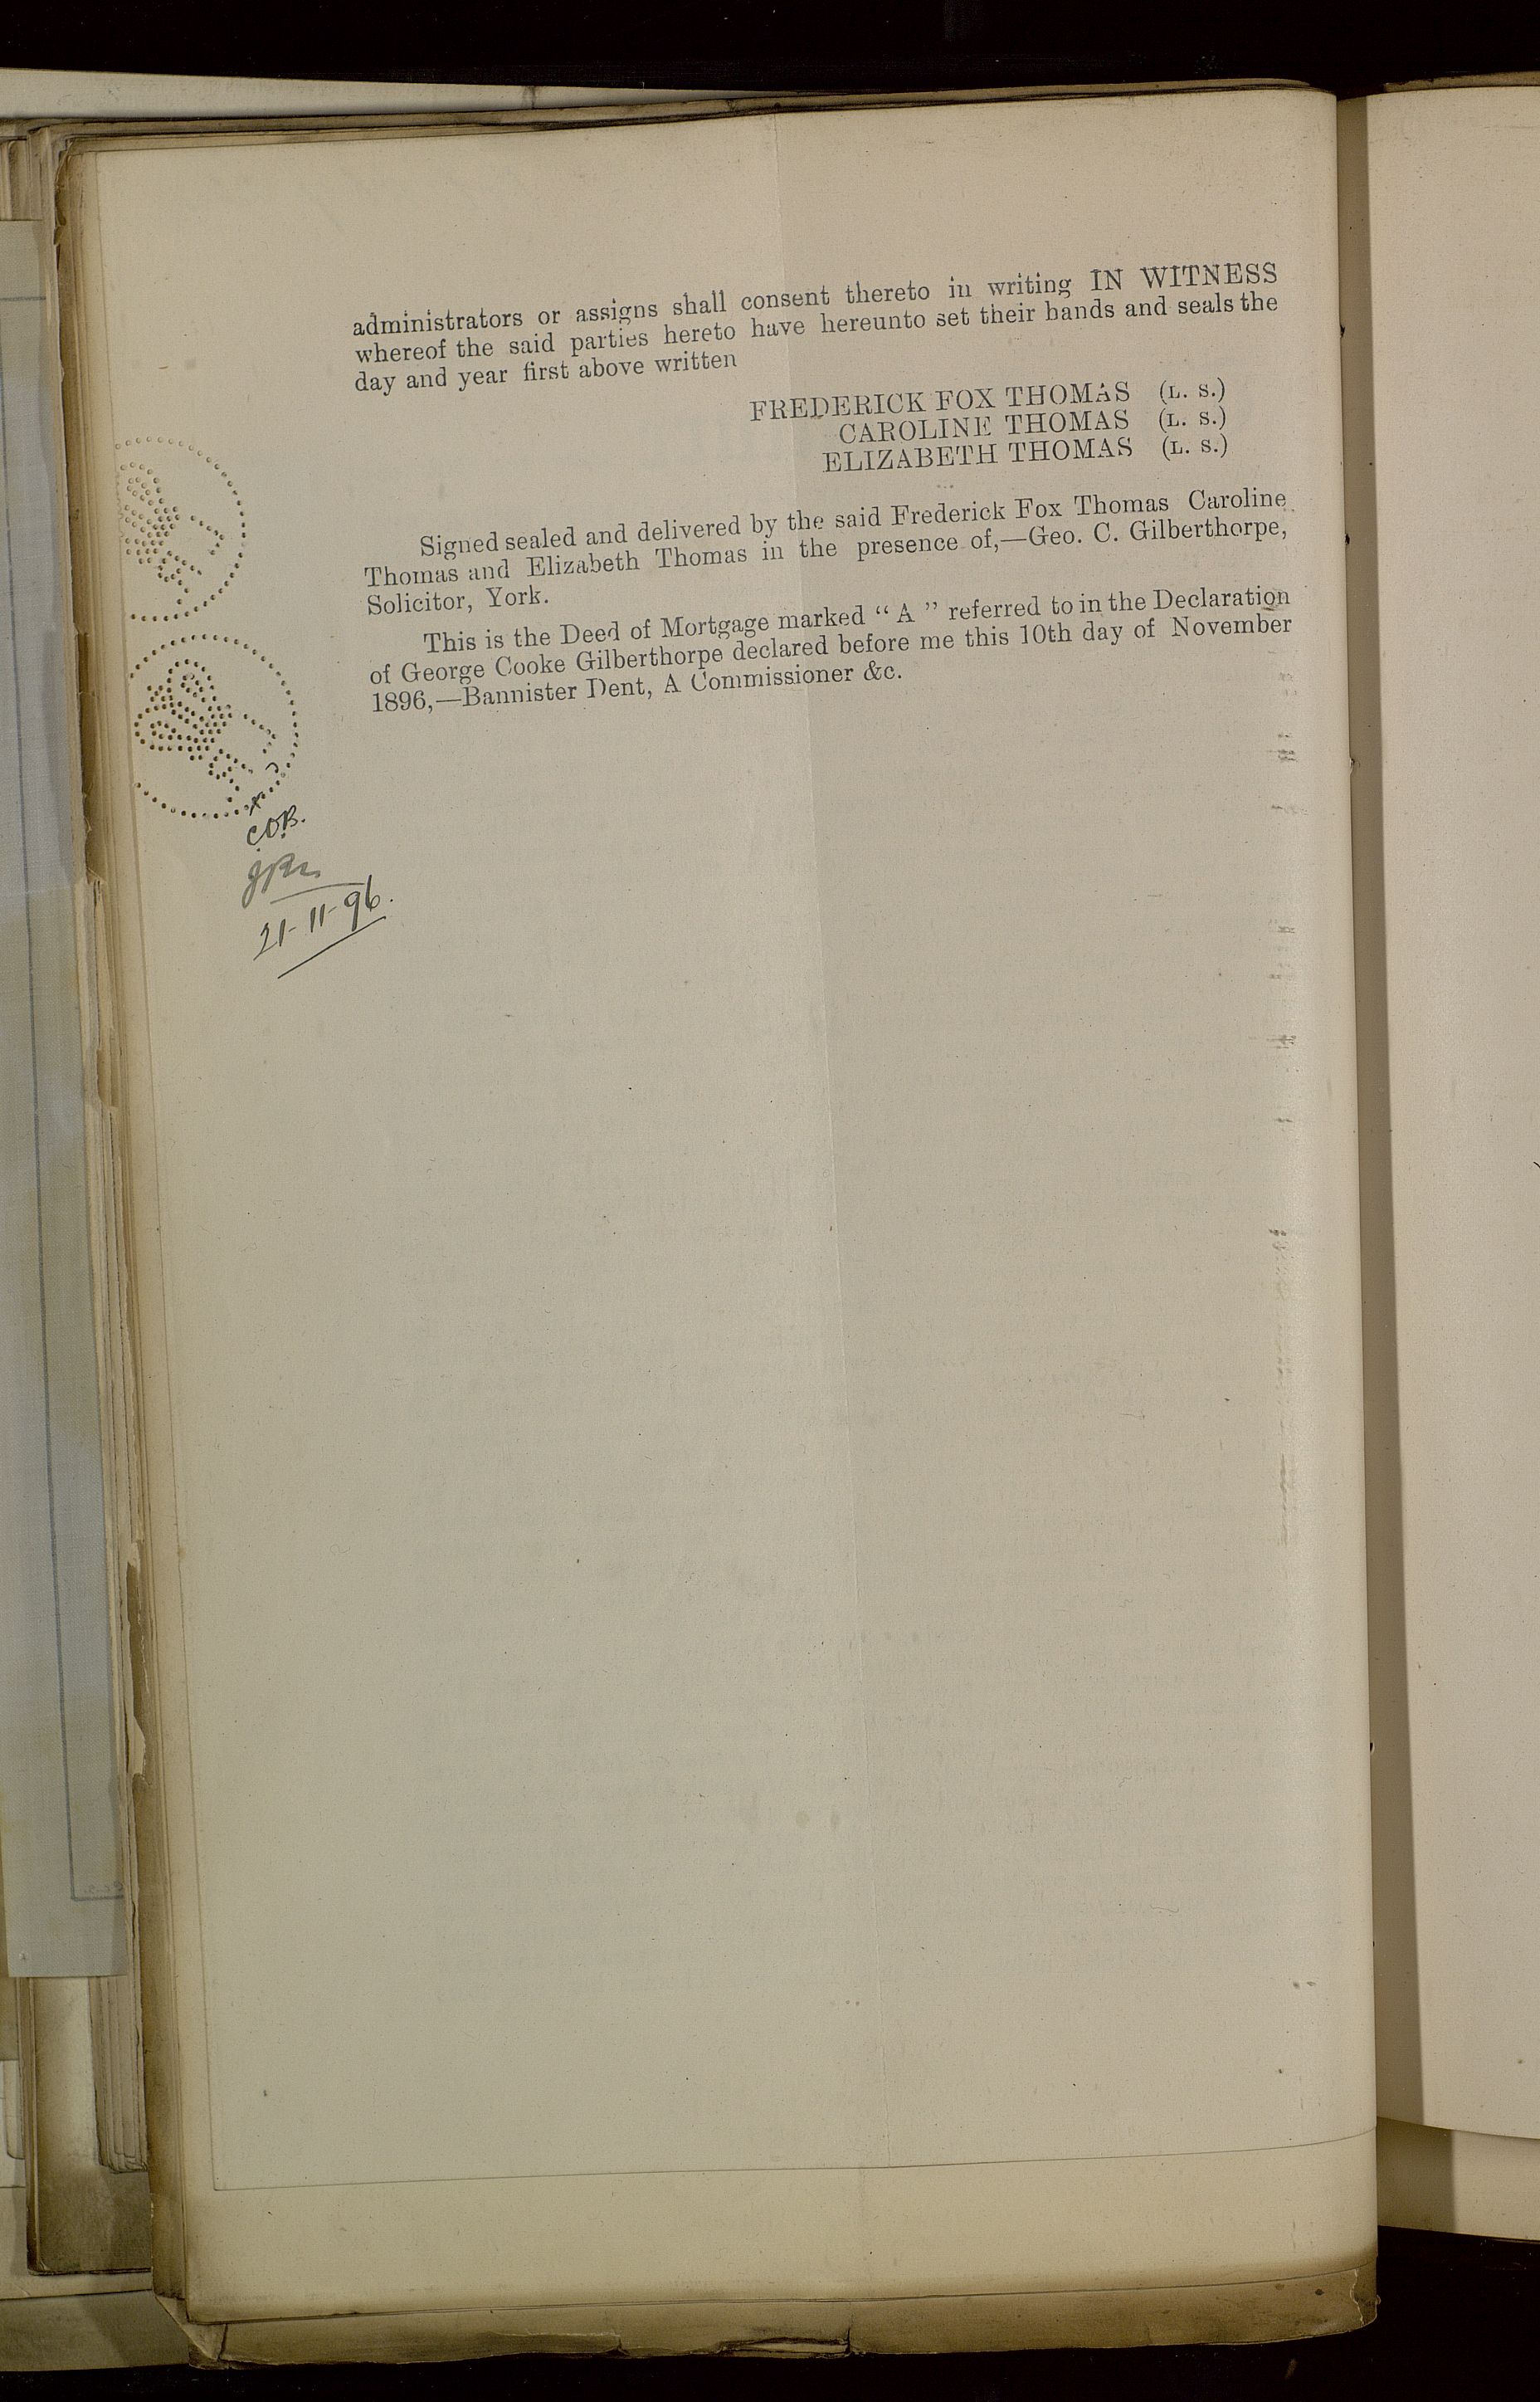 administrators or assigns shall consent thereto in writing IN WITNESS
whereof the said parties hereto have hereunto set their hands and seals the
day and year first above written
FREDERICK FOX THOMAS (L. S.)
CAROLINE THOMAS (L. S.)
ELIZABETH THOMAS (L. S.)
Signed sealed and delivered by the said Frederick Fox Thomas Caroline
Thomas and Elizabeth Thomas in the presence of,—Geo. C. Gilberthorpe,
Solicitor, York.
This is the Deed of Mortgage marked “ A ” referred to in the Declaration
of George Cooke Gilberthorpe declared before me this 10th day of November
1896,—Bannister Dent, A Commissioner &c.
C.O.B.
21-11-96.